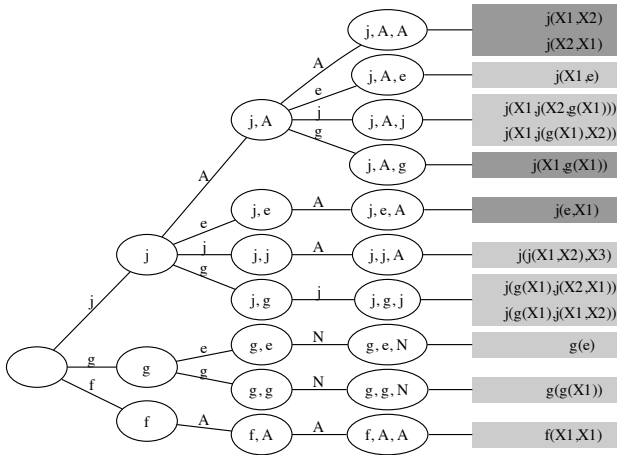 j, A, A
j(X1,X2)
j(X2,X1)
A
j, A, e
j(X1,e)
e
j, A
j
j, A, j
j(X1,j(X2,g(X1)))
j(X1,j(g(X1),X2))
g
j, A, g
j(X1,g(X1))
A
e
j, e
A
j, e, A
j(e,X1)
j
j
j, j
A
j, j, A
j(j(X1,X2),X3)
g
j, g
j
j, g, j
j(g(X1),j(X2,X1))
j(g(X1),j(X1,X2))
j
g
g
e
g, e
N
g, e, N
g(e)
g
g, g
N
g, g, N
g(g(X1))
f
f
A
f, A
A
f, A, A
f(X1,X1)